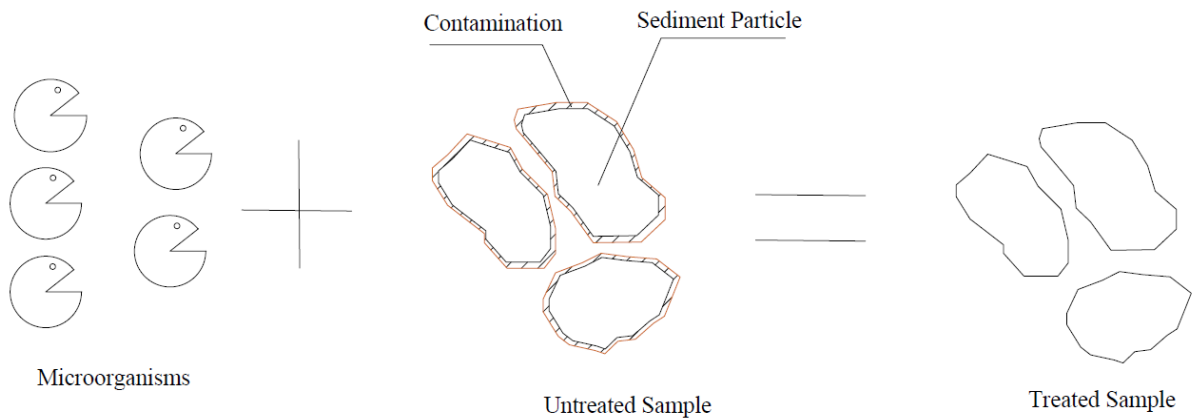 Contamination
Sediment Particle
Microorganisms
Untreated Sample
Treated Sample